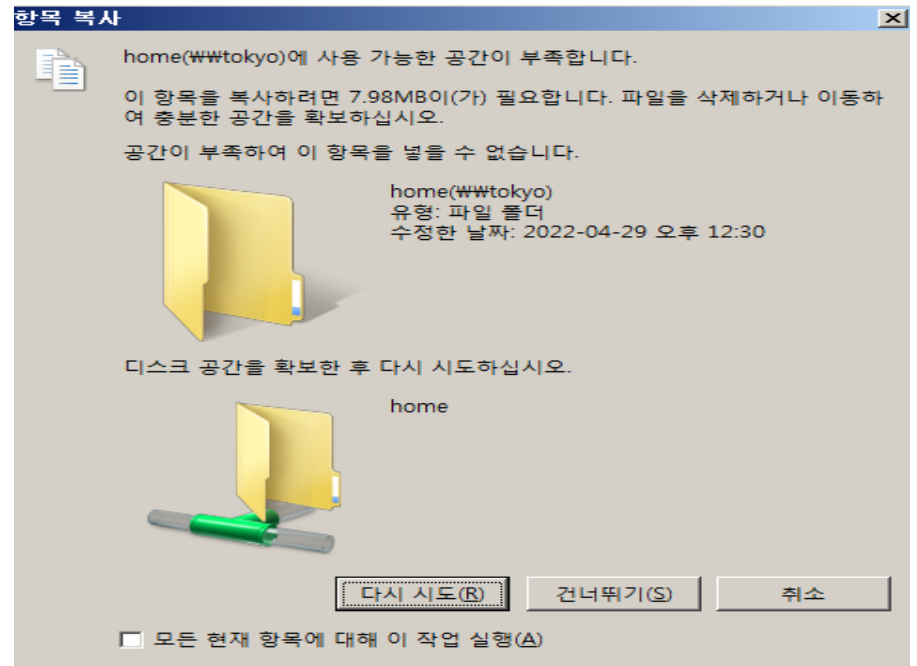 항목 복사
home(₩₩tokyo)에 사용 가능한 공간이 부족합니다.
이 항목을 복사하려면 7.98MB이(가) 필요합니다. 파일을 삭제하거나 이동하
여 충분한 공간을 확보하십시오.
공간이 부족하여 이 항목을 넣을 수 없습니다.
home(₩₩tokyo)
유형: 파일 폴더
수정한 날짜: 2022-04-29 오후 12:30
디스크 공간을 확보한 후 다시 시도하십시오.
home
다시 시도(R) 건너뛰기(S) 취소
모든 현재 항목에 대해 이 작업 실행(A)